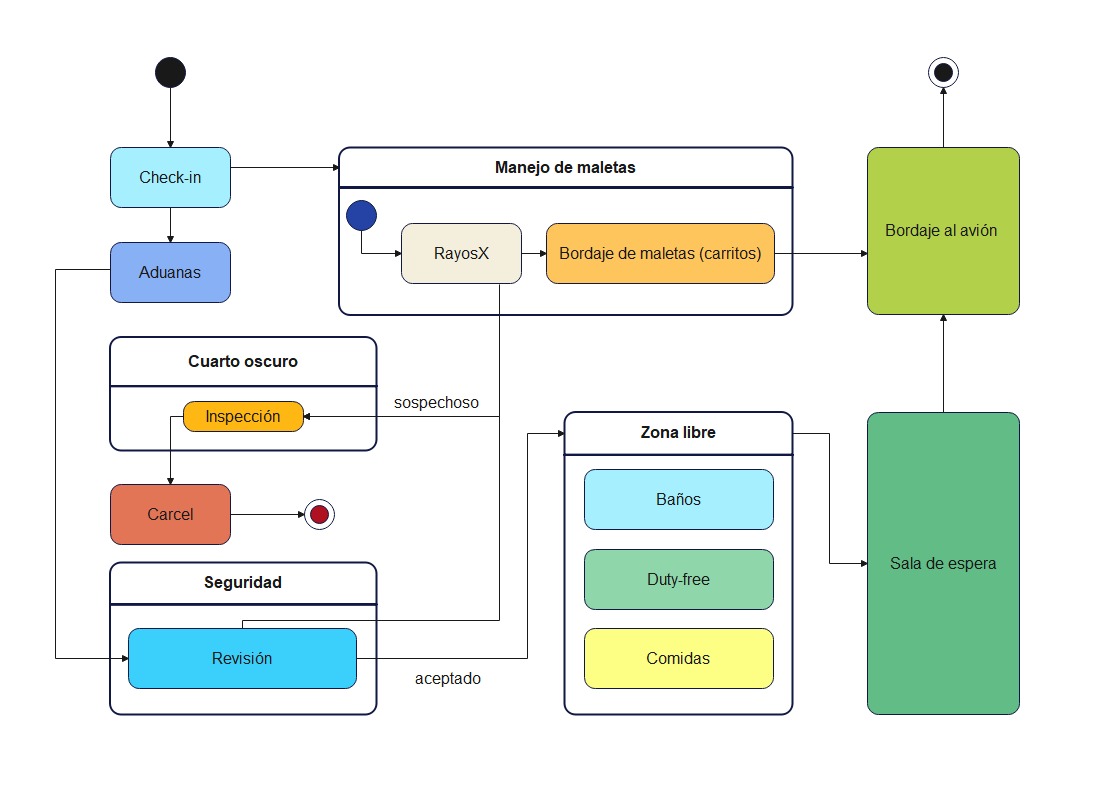 Check-in
Manejo de maletas
RayosX
Bordaje de maletas (carritos)
Bordaje al avión
Aduanas
Cuarto oscuro
Inspección
sospechoso
Carcel
Seguridad
Revisión
aceptado
Zona libre
Baños
Duty-free
Comidas
Sala de espera